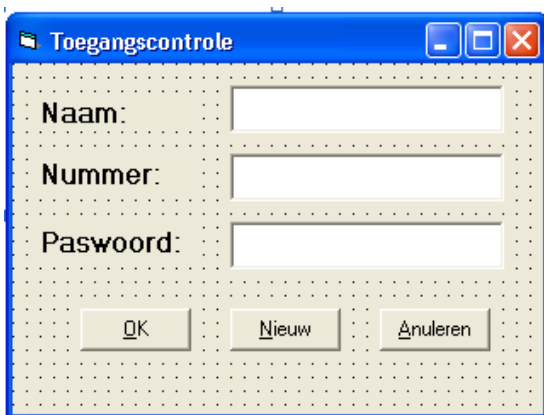 Toegangscontrole
Naam:
Nummer:
Paswoord:
OK Nieuw Anuleren